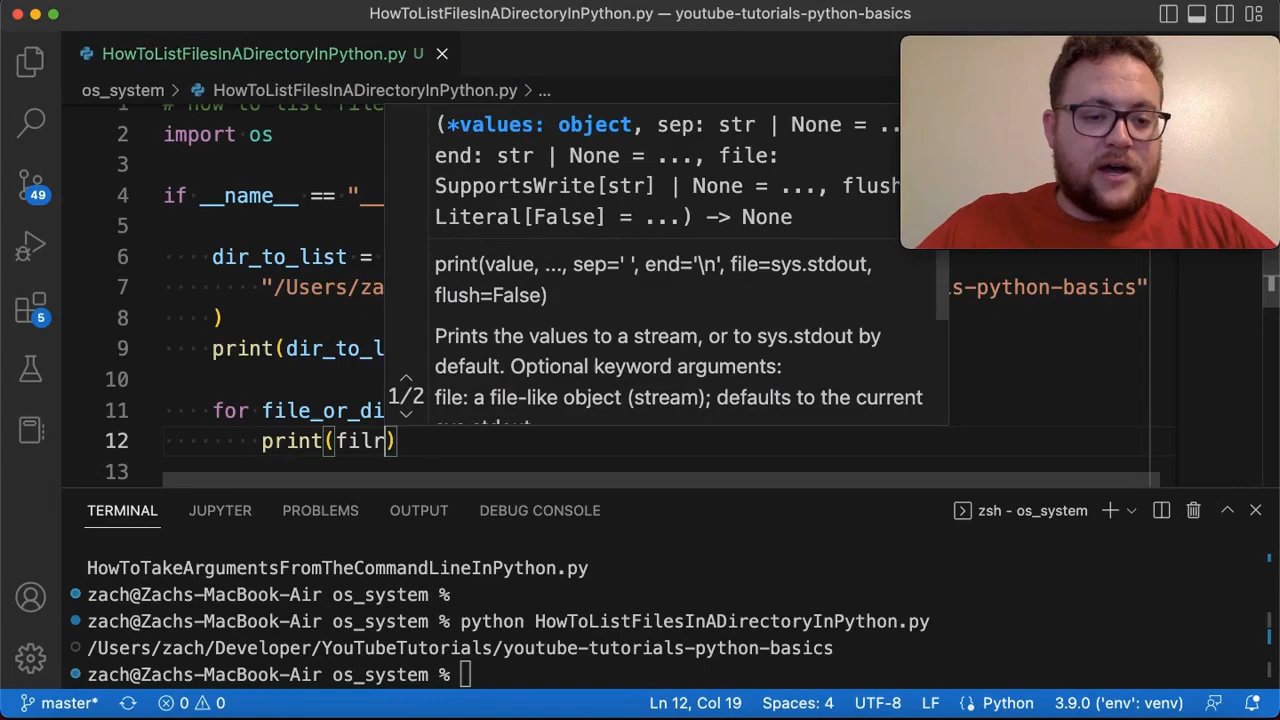 HowToListFilesInADirectoryInPython.py — youtube-tutorials-python-basics
HowToListFilesInADirectoryInPython.py U
os_system > HowToListFilesInADirectoryInPython.py > ...
1 # How to list file
2 import os
3
4 if __name__ == "__
5
6 dir_to_list =
7 "/Users/za s-python-basics"
8 )
9 print(dir_to_l
10
11 for file_or_di
12 print(filr)
13
(*values: object, sep: str | None = ..
end: str | None = ..., file:
SupportsWrite[str] | None = ..., flush
Literal[False] = ...) -> None
print(value, ..., sep=' ', end='\n', file=sys.stdout,
flush=False)
Prints the values to a stream, or to sys.stdout by
default. Optional keyword arguments:
file: a file-like object (stream); defaults to the current
sys.stdout.
1/2
49
5
TERMINAL JUPYTER PROBLEMS OUTPUT DEBUG CONSOLE zsh - os_system
HowToTakeArgumentsFromTheCommandLineInPython.py
zach@Zachs-MacBook-Air os_system %
zach@Zachs-MacBook-Air os_system % python HowToListFilesInADirectoryInPython.py
/Users/zach/Developer/YouTubeTutorials/youtube-tutorials-python-basics
zach@Zachs-MacBook-Air os_system %
master* 0 0 Ln 12, Col 19 Spaces: 4 UTF-8 LF Python 3.9.0 ('env': venv)